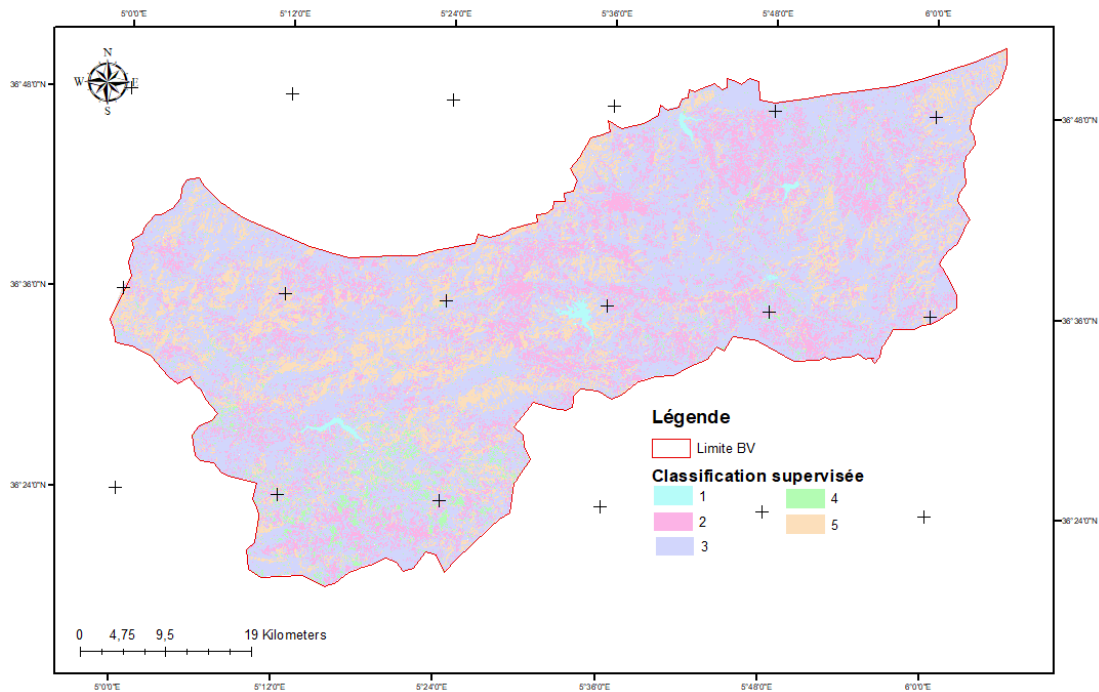 5°0'0"E 5°12'0"E 5°24'0"E 5°36'0"E 5°48'0"E 6°0'0"E
N
W E
S
36°48'0"N
36°48'0"N
36°36'0"N
36°36'0"N
36°24'0"N
36°24'0"N
Légende
Limite BV
Classification supervisée
1 4
2 5
3
0 4,75 9,5 19 Kilometers
5°0'0"E 5°12'0"E 5°24'0"E 5°36'0"E 5°48'0"E 6°0'0"E